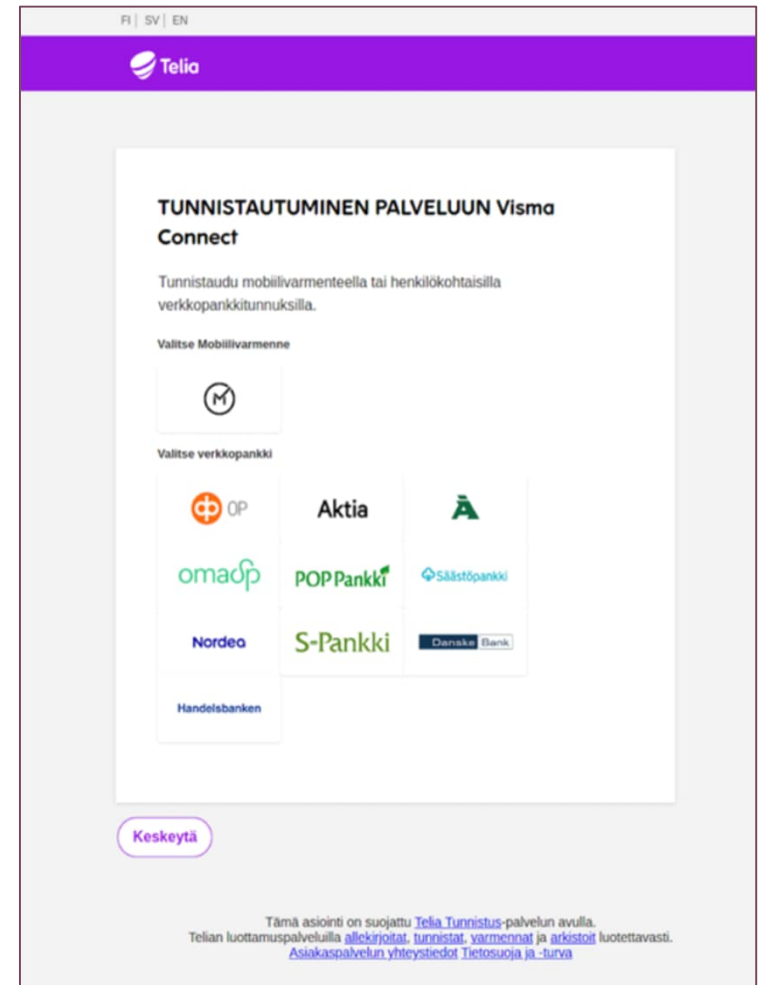 FI | SV | EN
Telia
TUNNISTAUTUMINEN PALVELUUN Visma
Connect
Tunnistaudu mobiilivarmenteella tai henkilökohtaisilla
verkkopankkitunnuksilla.
Valitse Mobiilivarmenne
M
Valitse verkkopankki
OP Aktia Ä
omaSp POP Pankki Säästöpankki
Nordea S-Pankki Danske Bank
Handelsbanken
Keskeytä
Tämä asiointi on suojattu Telia Tunnistus-palvelun avulla.
Telian luottamuspalveluilla allekirjoitat, tunnistat, varmennat ja arkistoit luotettavasti.
Asiakaspalvelun yhteystiedot Tietosuoja ja -turva